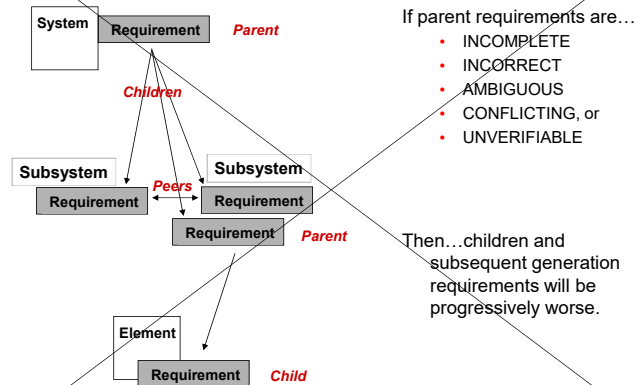 System
Requirement
Parent
Children
Subsystem
Subsystem
Peers
Requirement
Requirement
Requirement
Parent
Element
Requirement
Child
If parent requirements are…
• INCOMPLETE
• INCORRECT
• AMBIGUOUS
• CONFLICTING, or
• UNVERIFIABLE
Then…children and
subsequent generation
requirements will be
progressively worse.